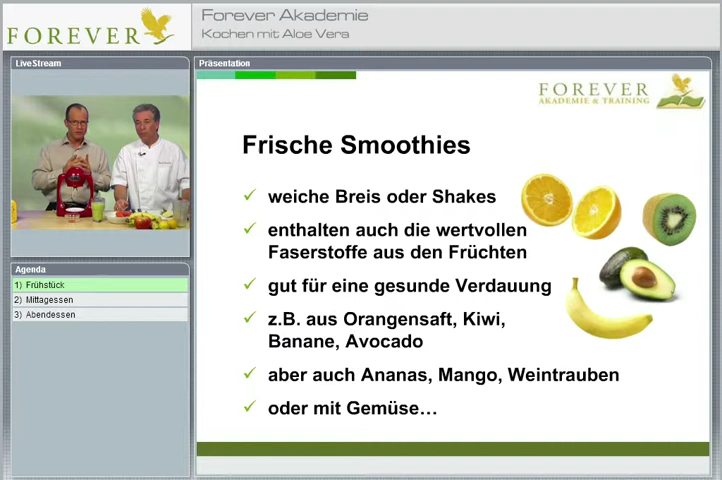 FOREVER
Forever Akademie
Kochen mit Aloe Vera
LiveStream
Präsentation
FOREVER
AKADEMIE & TRAINING
Frische Smoothies
weiche Breis oder Shakes
enthalten auch die wertvollen
Faserstoffe aus den Früchten
gut für eine gesunde Verdauung
z.B. aus Orangensaft, Kiwi,
Banane, Avocado
aber auch Ananas, Mango, Weintrauben
oder mit Gemüse…
Agenda
1) Frühstück
2) Mittagessen
3) Abendessen